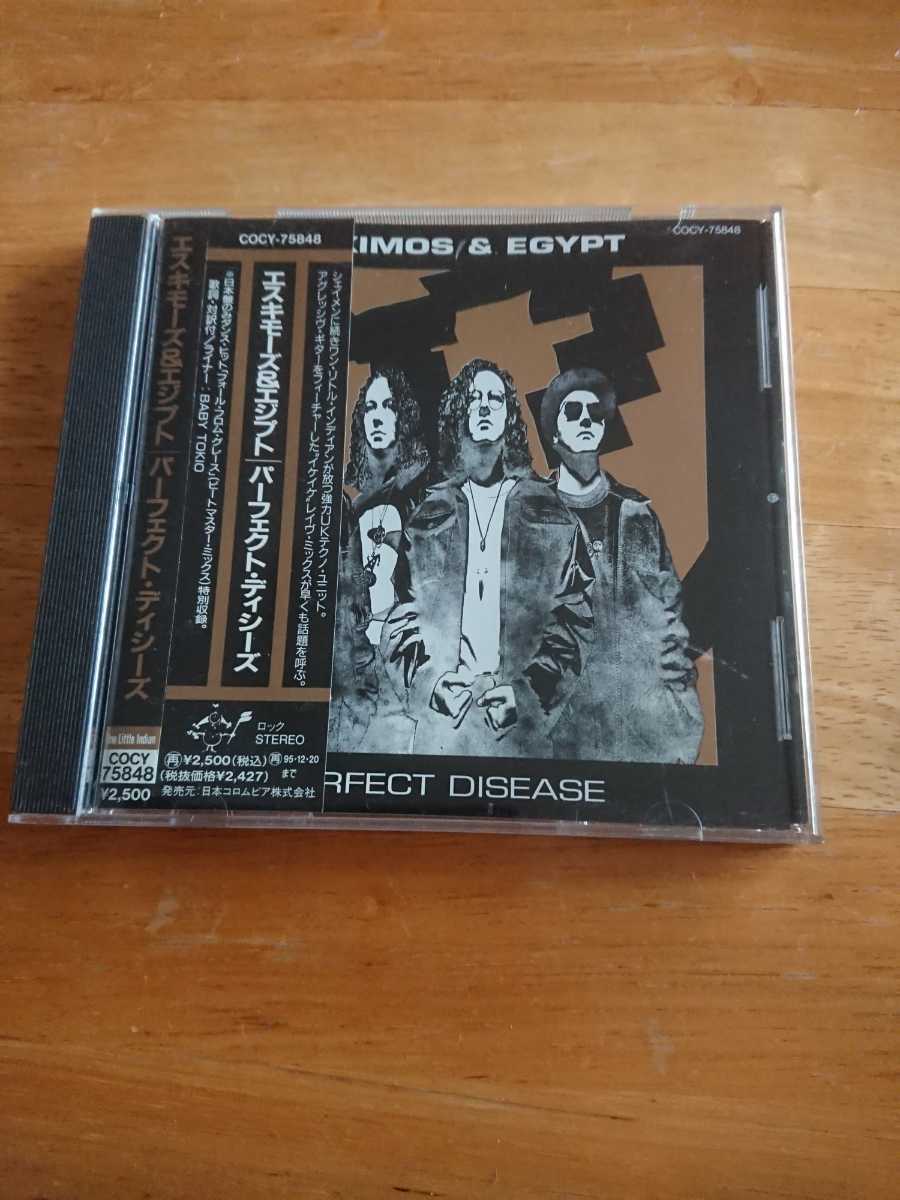 エスキモーズ&エジプト | パーフェクト・ディシーズ
One Little Indian
COCY
75848
¥2,500
COCY-75848
シェイメンに続きワン・リトル・インディアンが放つ強力UKテクノ・ユニット。
アグレッシヴ・ギターをフィーチャーした“イケイケ”レイヴ・ミックスが早くも話題を呼ぶ。
エスキモーズ&エジプト | パーフェクト・ディシーズ
※日本盤のみダンス・ヒット「フォール・フロム・グレース」(ビートマスター・ミックス)特別収録。
歌詞・対訳付/ライナー:BABY TOKIO
ロック
STEREO
再¥2,500(税込)再95・12・20
(税抜価格¥2,427) まで
発売元:日本コロムビア株式会社
KIMOS & EGYPT
COCY-75848
RFECT DISEASE